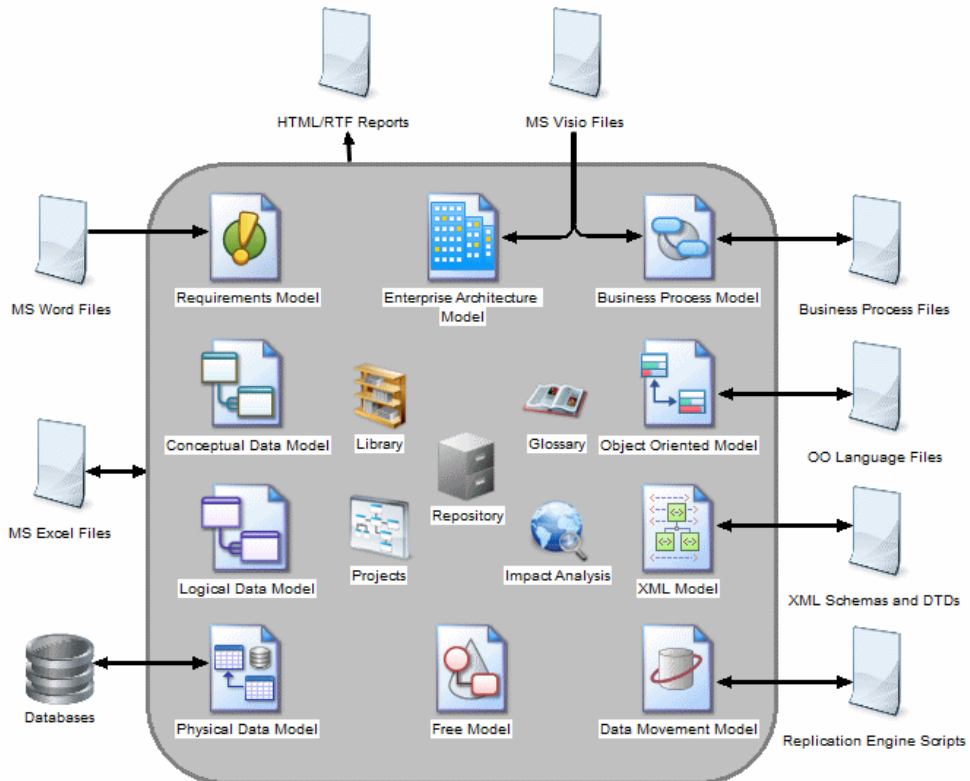 HTML/RTF Reports
MS Visio Files
MS Word Files
Requirements Model
Enterprise Architecture
Model
Business Process Model
Business Process Files
Conceptual Data Model
Library
Glossary
Object Oriented Model
OO Language Files
MS Excel Files
Repository
Logical Data Model
Projects
Impact Analysis
XML Model
XML Schemas and DTDs
Databases
Physical Data Model
Free Model
Data Movement Model
Replication Engine Scripts